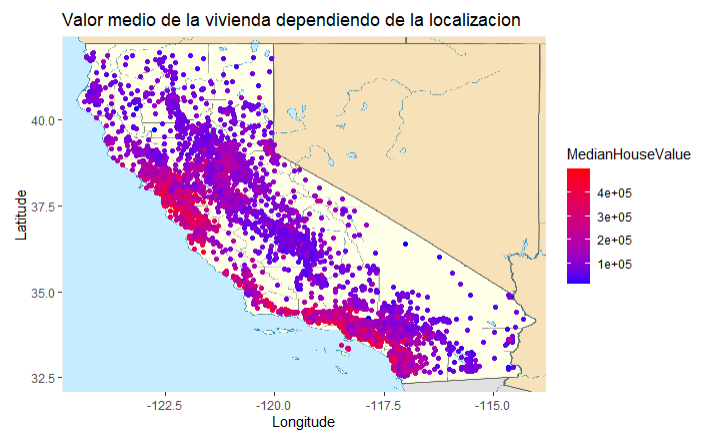 Valor medio de la vivienda dependiendo de la localizacion
40.0
37.5
35.0
32.5
Latitude
-122.5
-120.0
-117.5
-115.0
Longitude
MedianHouseValue
4e+05
3e+05
2e+05
1e+05